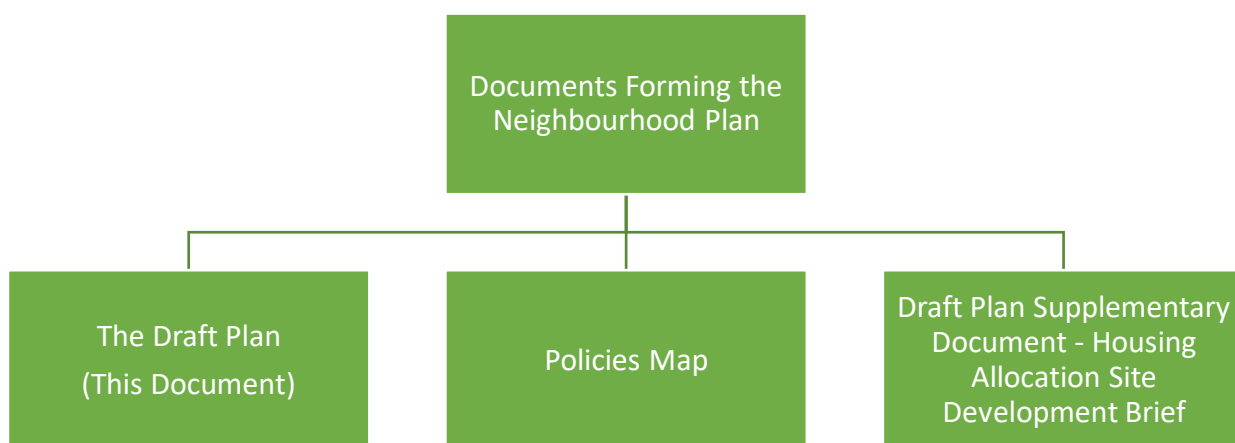 Documents Forming the
Neighbourhood Plan
The Draft Plan
(This Document)
Policies Map
Draft Plan Supplementary
Document - Housing
Allocation Site
Development Brief